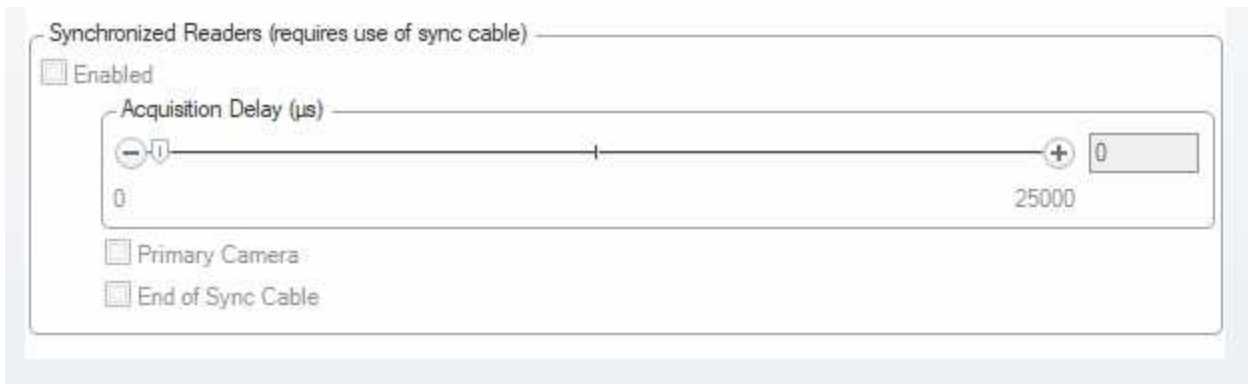 Synchronized Readers (requires use of sync cable)
Enabled
Acquisition Delay (µs)
0
0 25000
Primary Camera
End of Sync Cable